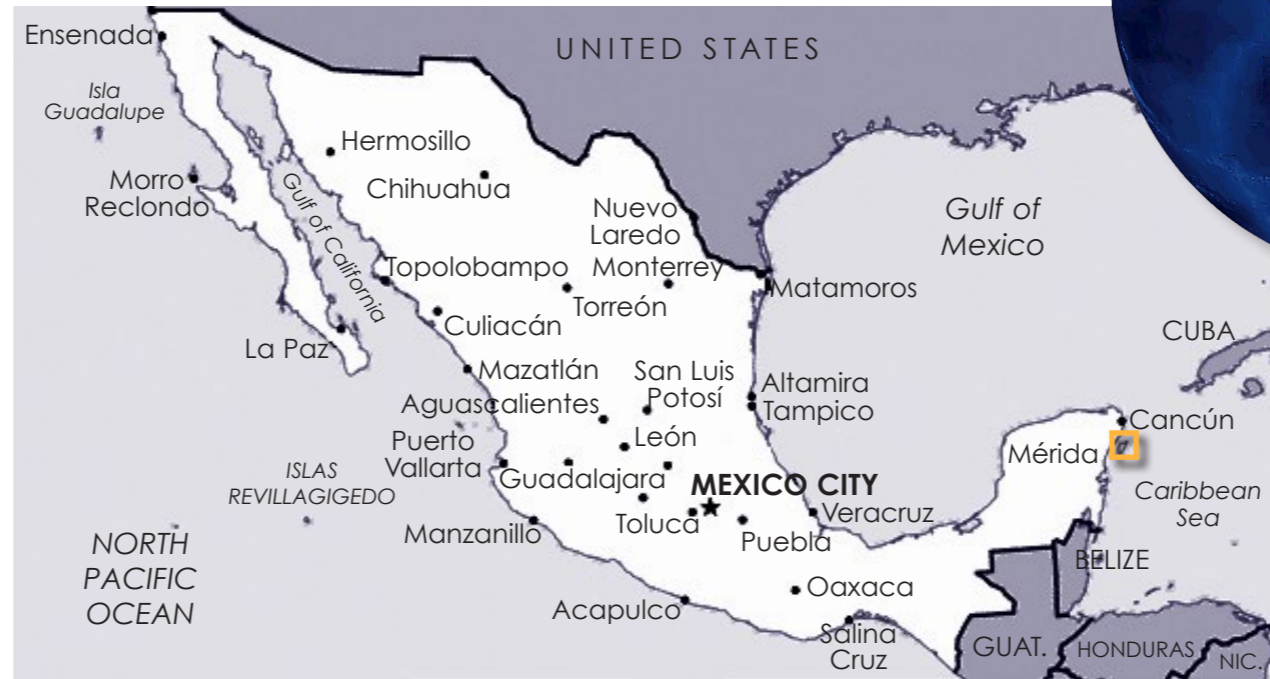 Ensenada
UNITED STATES
Isla
Guadalupe
Hermosillo
Morro
Reclondo
Chihuahua
Gulf of California
Nuevo
Laredo
Gulf of
Mexico
Topolobampo
Monterrey
Torreón
Matamoros
Culiacán
La Paz
CUBA
Mazatlán
San Luis
Potosí
Altamira
Tampico
Aguascalientes
Cancún
Puerto
Vallarta
León
Mérida
ISLAS
REVILLAGIGEDO
Guadalajara
MEXICO CITY
Caribbean
Sea
Manzanillo
Toluca
Puebla
Veracruz
NORTH
PACIFIC
OCEAN
BELIZE
Oaxaca
Acapulco
Salina
Cruz
GUAT.
HONDURAS
NIC.